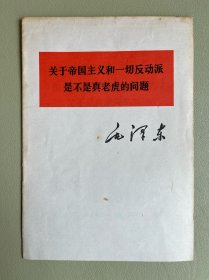 关于帝国主义和一切反动派
是不是真老虎的问题
毛泽东